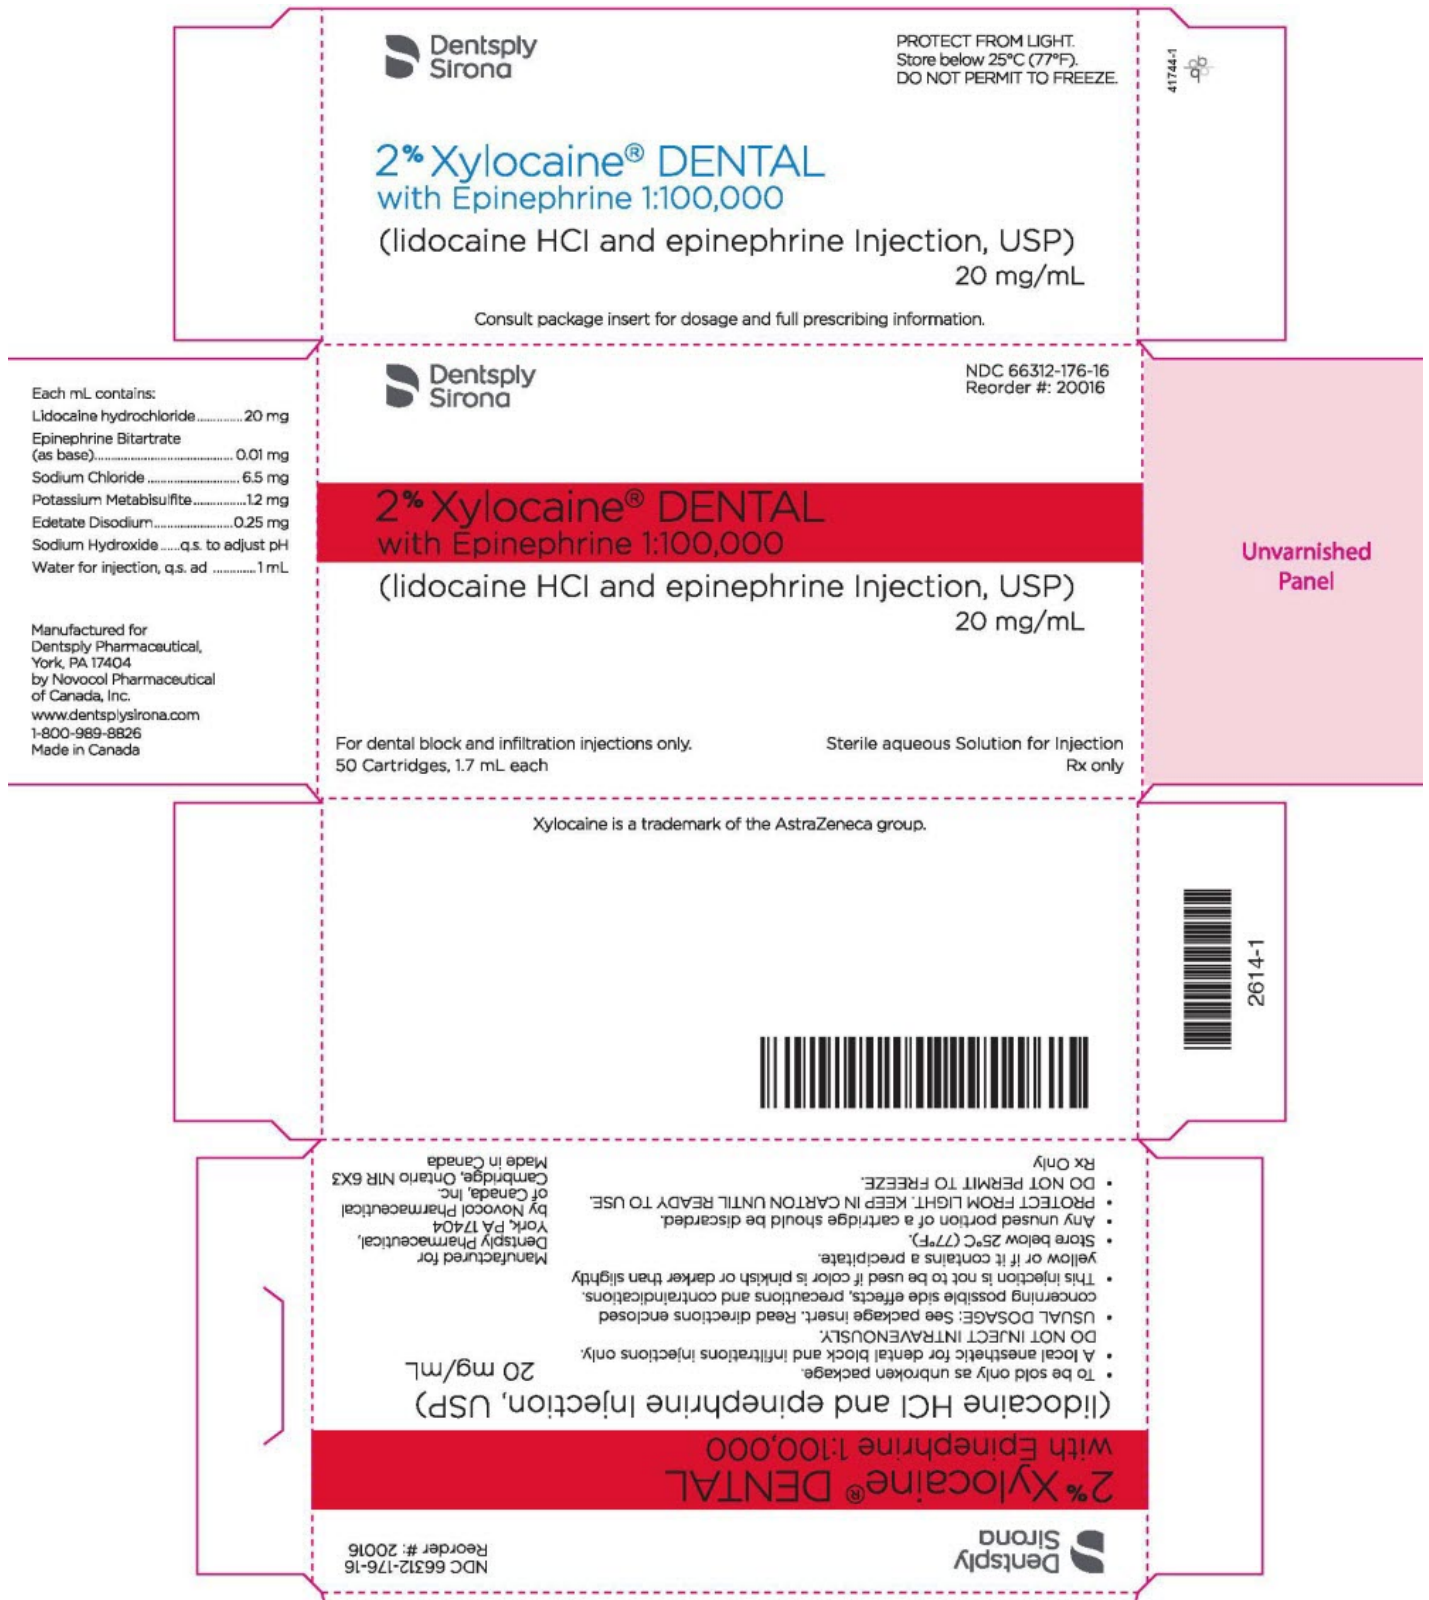 Dentsply
Sirona
PROTECT FROM LIGHT.
Store below 25°C (77°F).
DO NOT PERMIT TO FREEZE.
41744-1
2% Xylocaine® DENTAL
with Epinephrine 1:100,000
(lidocaine HCl and epinephrine Injection, USP)
20 mg/mL
Consult package insert for dosage and full prescribing information.
Each mL contains:
Lidocaine hydrochloride..............20 mg
Epinephrine Bitartrate
(as base).......................................... 0.01 mg
Sodium Chloride ............................ 6.5 mg
Potassium Metabisulfite................1.2 mg
Edetate Disodium........................0.25 mg
Sodium Hydroxide ......q.s. to adjust pH
Water for injection, q.s. ad .............1 mL
Manufactured for
Dentsply Pharmaceutical,
York, PA 17404
by Novocol Pharmaceutical
of Canada, Inc.
www.dentsplysirona.com
1-800-989-8826
Made in Canada
Dentsply
Sirona
NDC 66312-176-16
Reorder #: 20016
2% Xylocaine® DENTAL
with Epinephrine 1:100,000
(lidocaine HCl and epinephrine Injection, USP)
20 mg/mL
For dental block and infiltration injections only.
50 Cartridges, 1.7 mL each
Sterile aqueous Solution for Injection
Rx only
Unvarnished
Panel
Xylocaine is a trademark of the AstraZeneca group.
2614-1
Dentsply
Sirona
NDC 66312-176-16
Reorder #: 20016
2% Xylocaine® DENTAL
with Epinephrine 1:100,000
(lidocaine HCl and epinephrine Injection, USP)
20 mg/mL
• To be sold only as unbroken package.
• A local anesthetic for dental block and infiltrations injections only.
DO NOT INJECT INTRAVENOUSLY.
• USUAL DOSAGE: See package insert. Read directions enclosed
concerning possible side effects, precautions and contraindications.
• This injection is not to be used if color is pinkish or darker than slightly
yellow or if it contains a precipitate.
• Store below 25°C (77°F).
• Any unused portion of a cartridge should be discarded.
• PROTECT FROM LIGHT. KEEP IN CARTON UNTIL READY TO USE.
• DO NOT PERMIT TO FREEZE.
Rx Only
Manufactured for
Dentsply Pharmaceutical,
York, PA 17404
by Novocol Pharmaceutical
of Canada, Inc.
Cambridge, Ontario N1R 6X3
Made in Canada